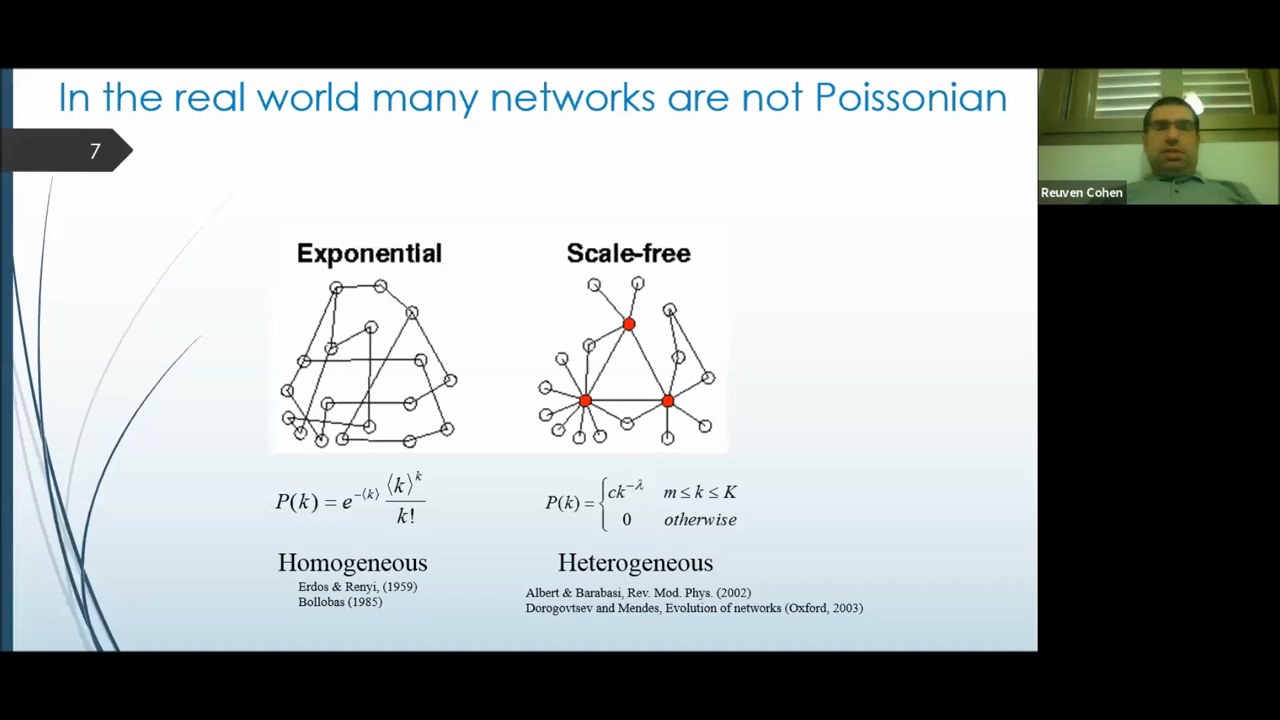 In the real world many networks are not Poissonian
7
Reuven Cohen
Exponential
Scale-free
P(k) = e^{-⟨k⟩} ⟨k⟩^k / k!
P(k) = { ck^{-λ} m ≤ k ≤ K
0 otherwise
Homogeneous
Erdos & Renyi, (1959)
Bollobas (1985)
Heterogeneous
Albert & Barabasi, Rev. Mod. Phys. (2002)
Dorogovtsev and Mendes, Evolution of networks (Oxford, 2003)